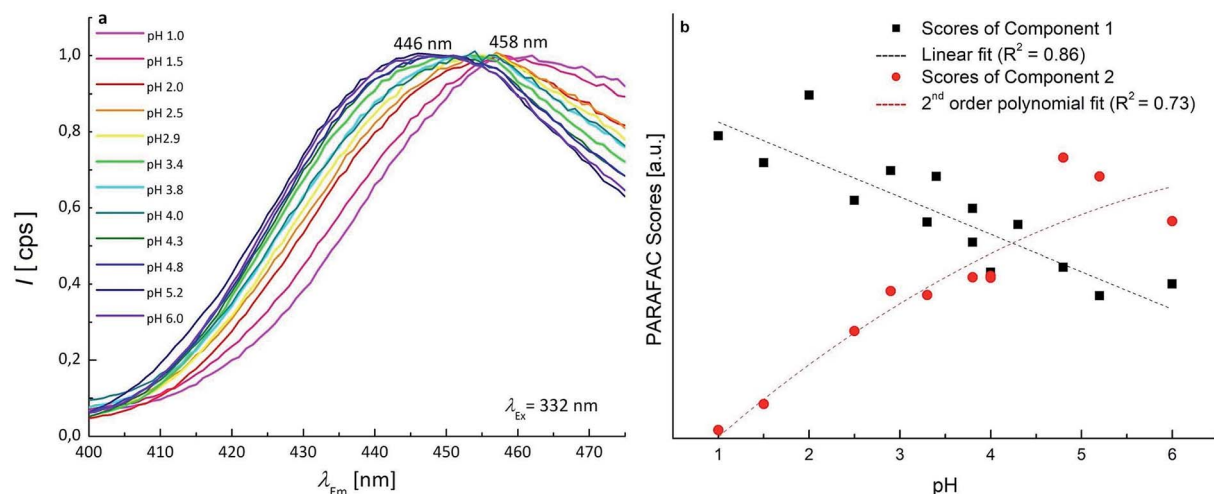 a
446 nm 458 nm
pH 1.0
pH 1.5
pH 2.0
pH 2.5
pH2.9
pH 3.4
pH 3.8
pH 4.0
pH 4.3
pH 4.8
pH 5.2
pH 6.0
1,0
0,8
0,6
0,4
0,2
0,0
I [ cps]
400 410 420 430 440 450 460 470
λEm [nm]
λEx= 332 nm
b
Scores of Component 1
Linear fit (R² = 0.86)
Scores of Component 2
2nd order polynomial fit (R² = 0.73)
PARAFAC Scores [a.u.]
1 2 3 4 5 6
pH